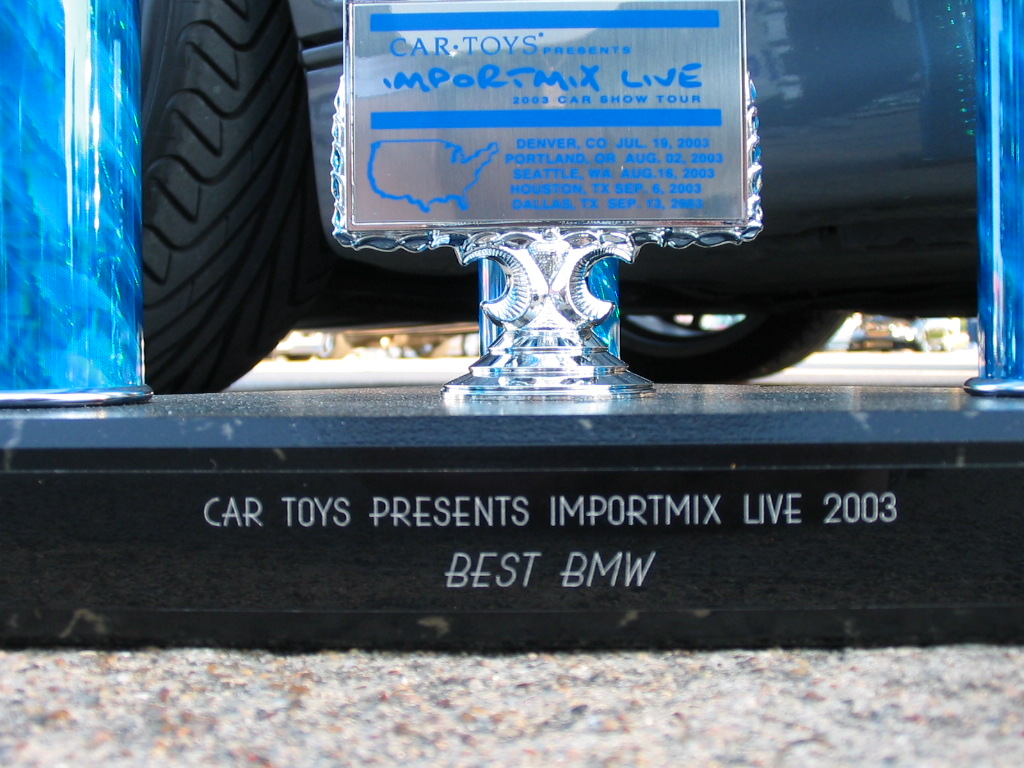 CAR·TOYS PRESENTS
IMPORTMIX LIVE
2003 CAR SHOW TOUR
DENVER, CO JUL. 19, 2003
PORTLAND, OR AUG. 02, 2003
SEATTLE, WA AUG.16, 2003
HOUSTON, TX SEP. 6, 2003
DALLAS, TX SEP. 13, 2003
CAR TOYS PRESENTS IMPORTMIX LIVE 2003
BEST BMW